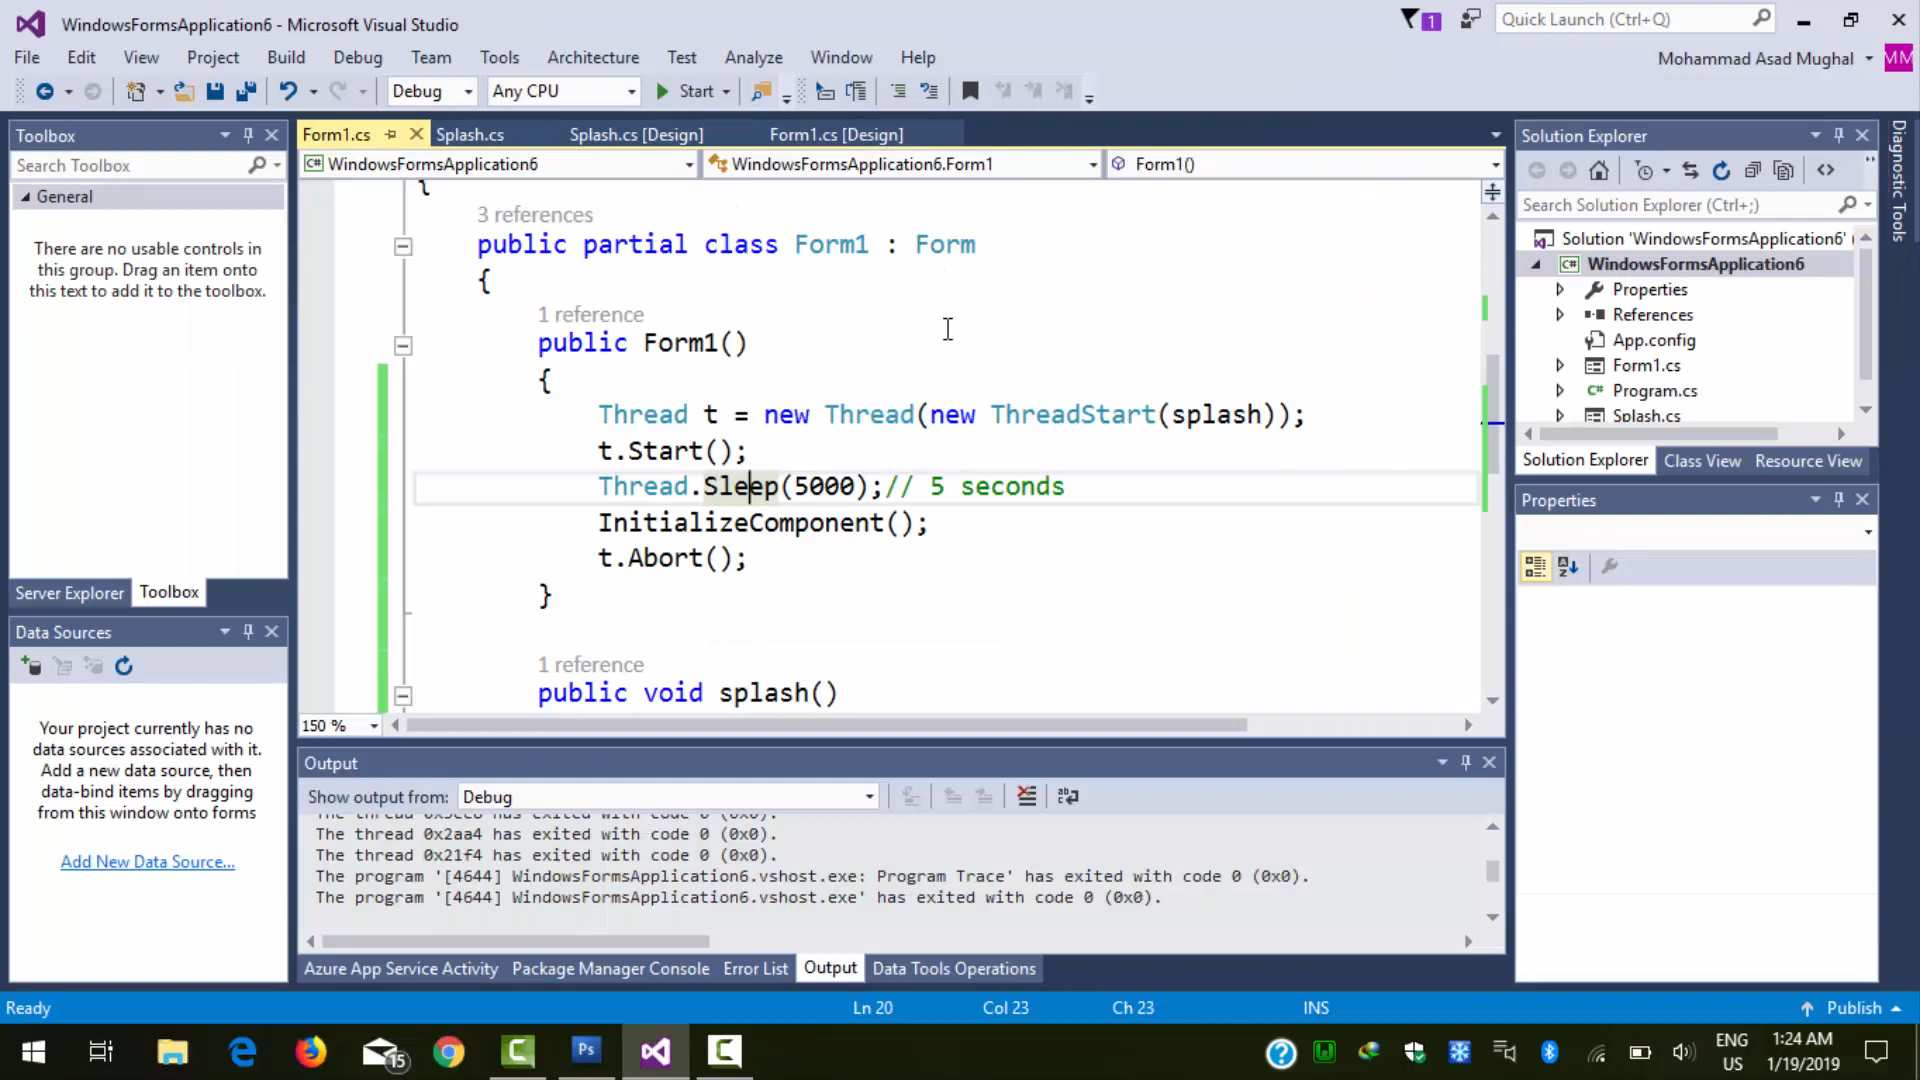 WindowsFormsApplication6 - Microsoft Visual Studio
1
Quick Launch (Ctrl+Q)
File Edit View Project Build Debug Team Tools Architecture Test Analyze Window Help
Mohammad Asad Mughal MM
Debug Any CPU Start
Toolbox
Search Toolbox
General
There are no usable controls in
this group. Drag an item onto
this text to add it to the toolbox.
Server Explorer Toolbox
Data Sources
Your project currently has no
data sources associated with it.
Add a new data source, then
data-bind items by dragging
from this window onto forms
Add New Data Source...
Form1.cs Splash.cs Splash.cs [Design] Form1.cs [Design]
WindowsFormsApplication6 WindowsFormsApplication6.Form1 Form1()
{
3 references
public partial class Form1 : Form
{
1 reference
public Form1()
{
Thread t = new Thread(new ThreadStart(splash));
t.Start();
Thread.Sleep(5000);// 5 seconds
InitializeComponent();
t.Abort();
}
1 reference
public void splash()
150 %
Output
Show output from: Debug
The thread 0x2aa4 has exited with code 0 (0x0).
The thread 0x21f4 has exited with code 0 (0x0).
The program '[4644] WindowsFormsApplication6.vshost.exe: Program Trace' has exited with code 0 (0x0).
The program '[4644] WindowsFormsApplication6.vshost.exe' has exited with code 0 (0x0).
Azure App Service Activity Package Manager Console Error List Output Data Tools Operations
Solution Explorer
Search Solution Explorer (Ctrl+;)
Solution 'WindowsFormsApplication6' (
WindowsFormsApplication6
Properties
References
App.config
Form1.cs
Program.cs
Splash.cs
Solution Explorer Class View Resource View
Properties
Diagnostic Tools
Ready Ln 20 Col 23 Ch 23 INS Publish
15
Ps
ENG
US
1:24 AM
1/19/2019